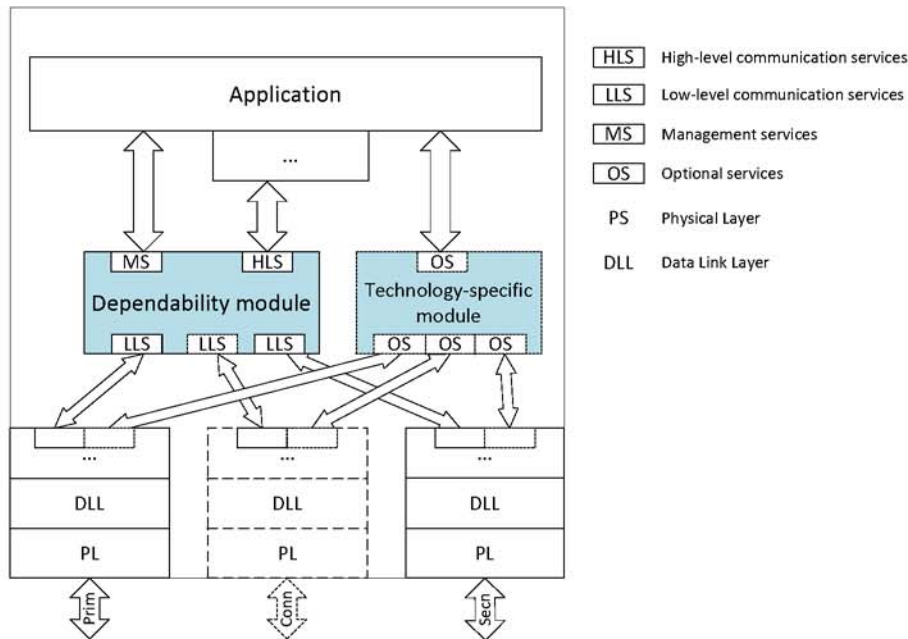 Application
...
MS
HLS
Dependability module
LLS
LLS
LLS
OS
Technology-specific
module
OS
OS
OS
...
DLL
PL
Prim
...
DLL
PL
Conn
...
DLL
PL
Secn
HLS High-level communication services
LLS Low-level communication services
MS Management services
OS Optional services
PS Physical Layer
DLL Data Link Layer